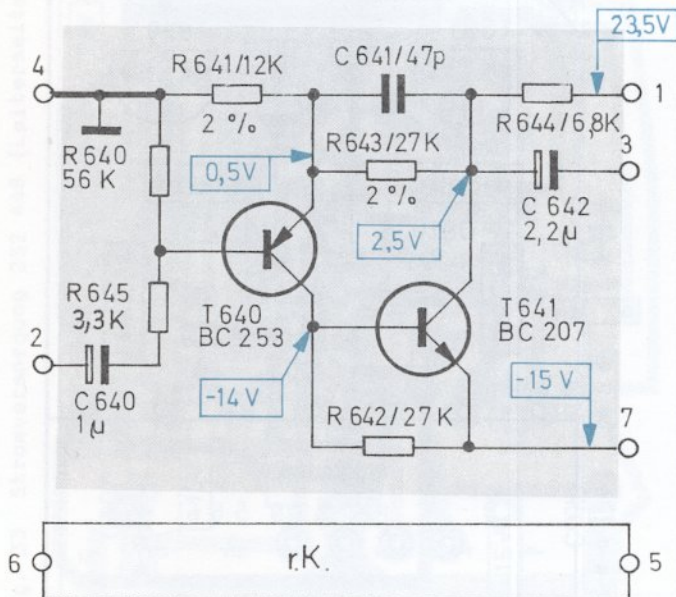 23,5V
4
R 641/12K
2 %
C 641/47p
1
R 644/6,8K
R 640
56 K
0,5V
R 643/27 K
2 %
3
2,5V
C 642
2,2µ
R 645
3,3K
T 640
BC 253
T 641
BC 207
2
C 640
1µ
-14 V
-15 V
R 642/27 K
7
6
r.K.
5